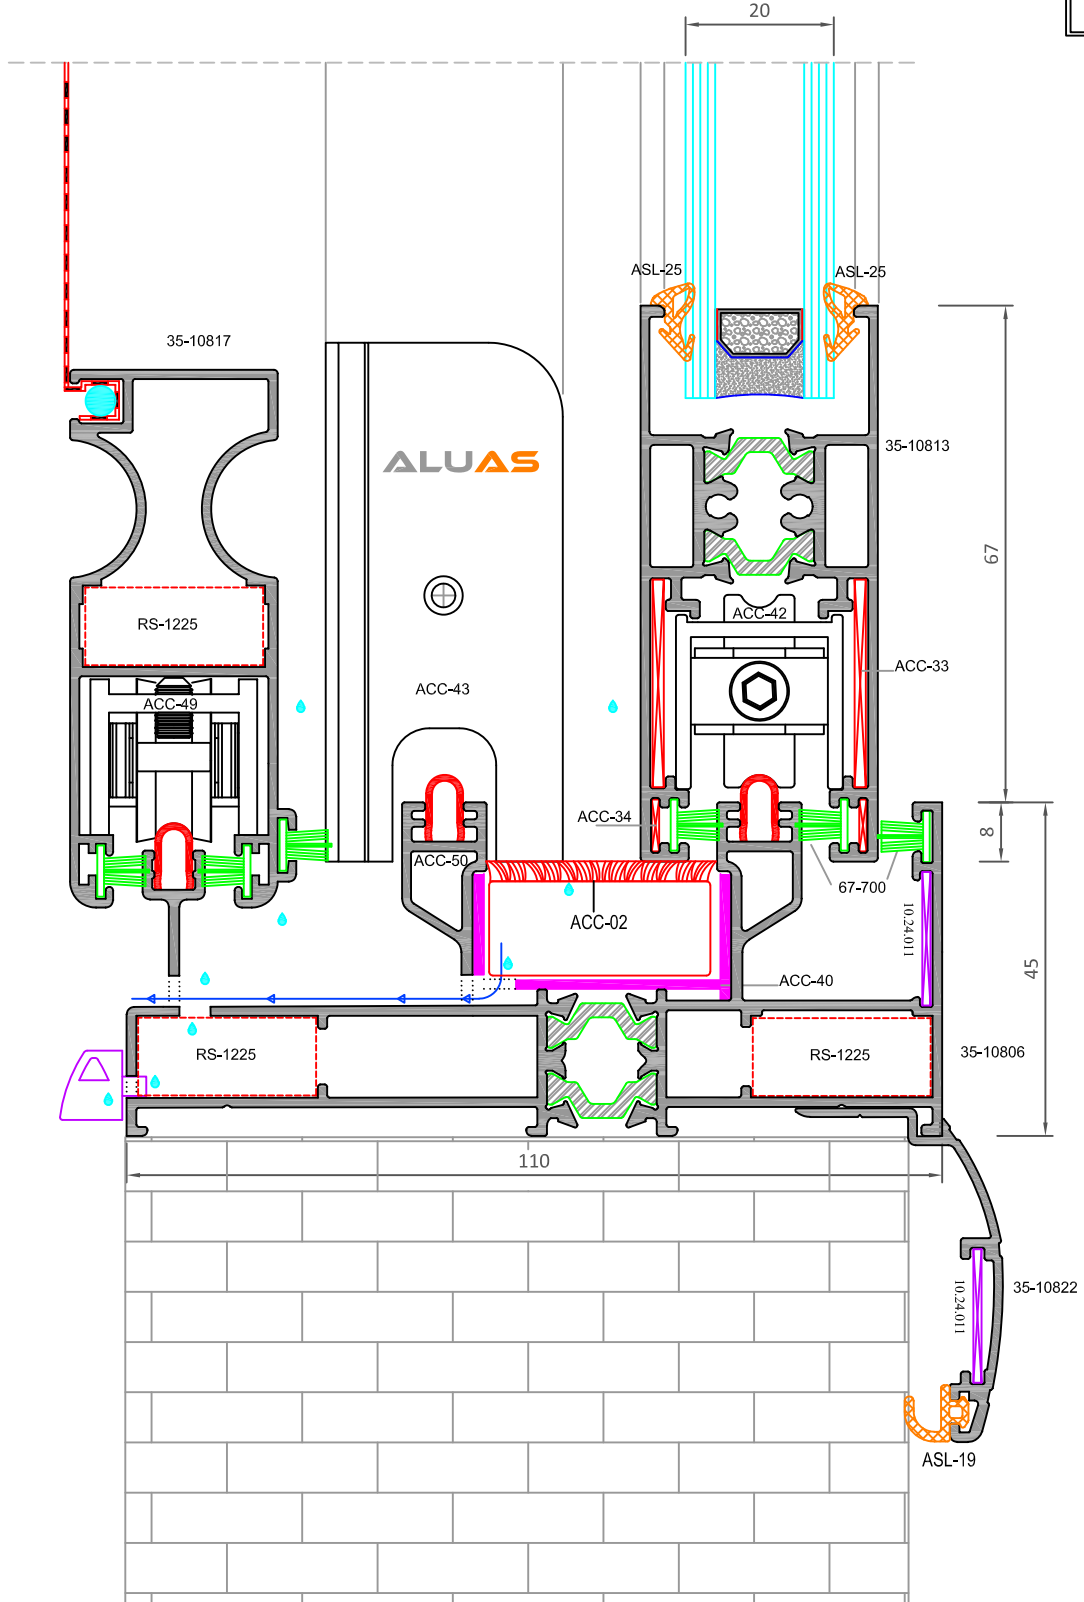 20
ASL-25
ASL-25
35-10817
35-10813
ALUAS
67
RS-1225
ACC-42
ACC-33
ACC-43
ACC-49
ACC-34
8
ACC-50
67-700
ACC-02
10.24.011
45
ACC-40
RS-1225
RS-1225
35-10806
110
35-10822
10.24.011
ASL-19